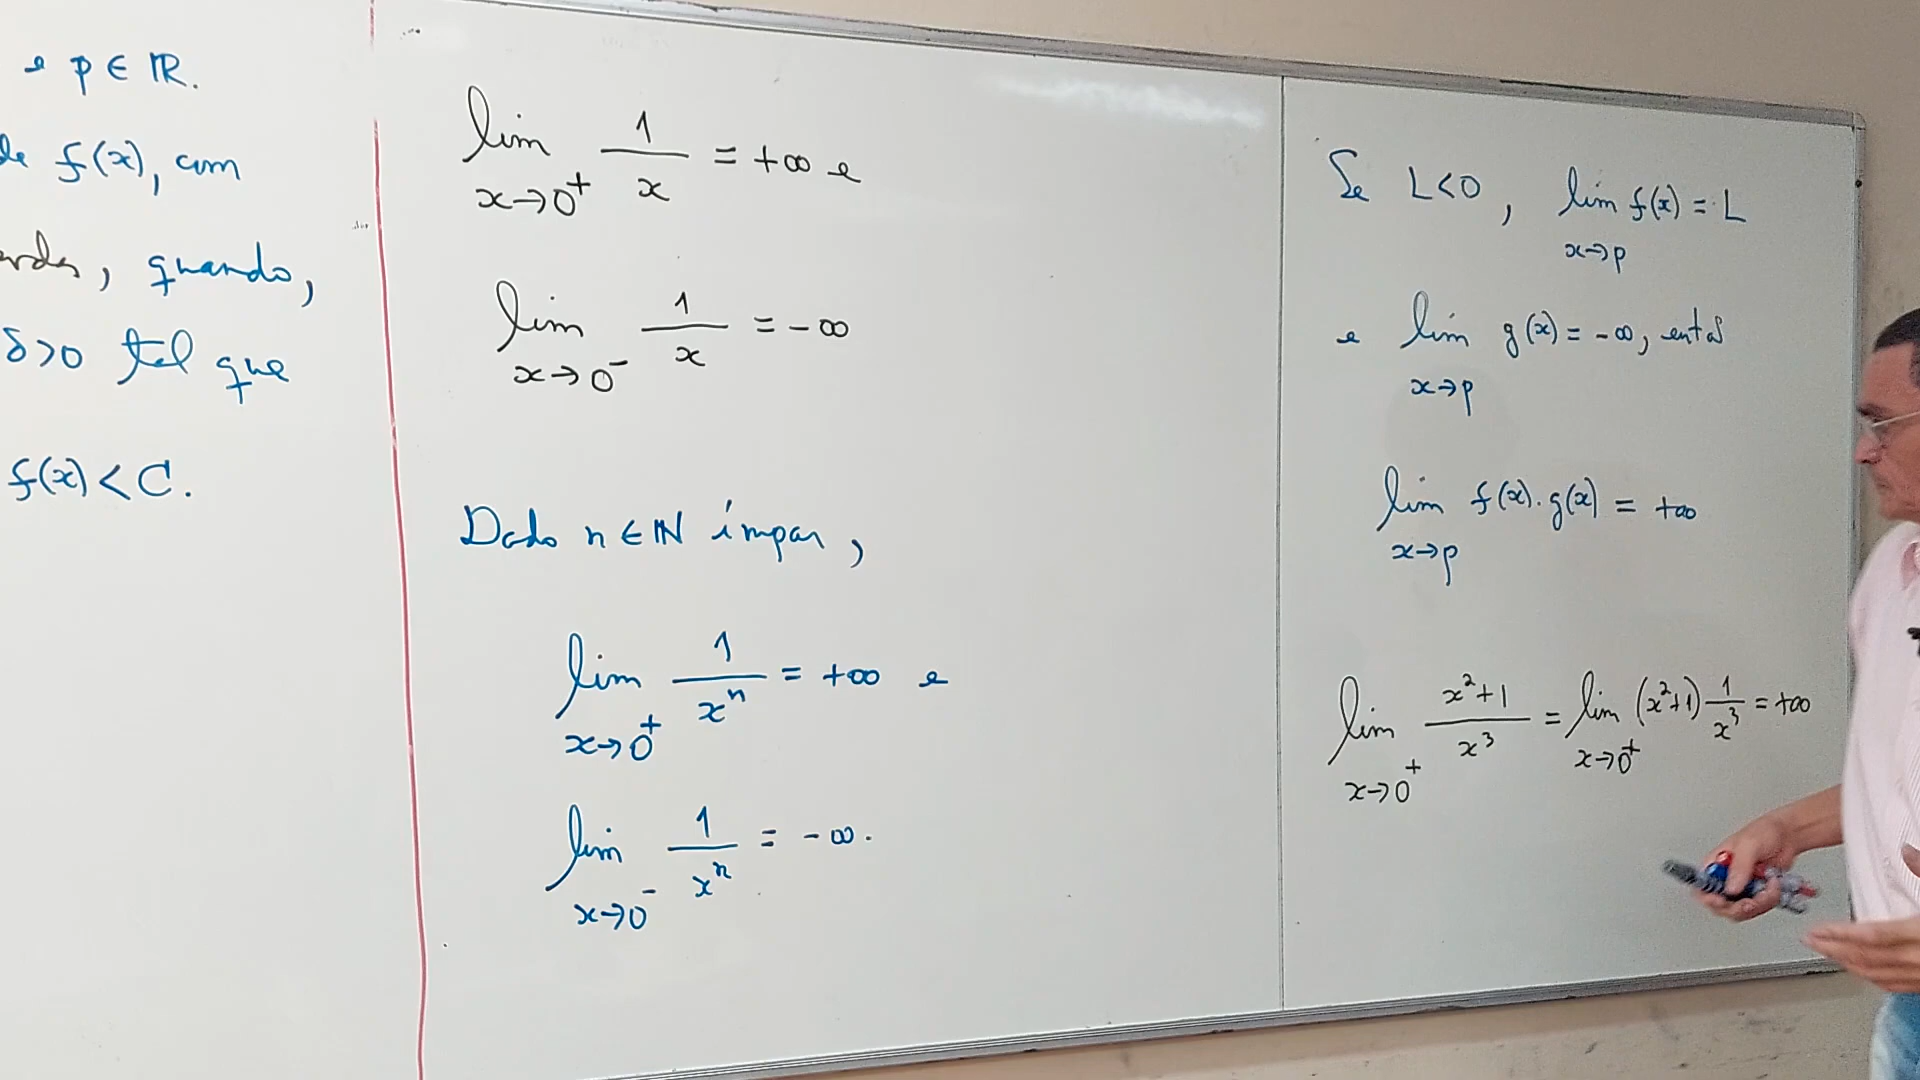 e p ∈ ℝ.
de f(x), com
quando,
δ>0 tal que
f(x) < C.
lim 1/x = +∞ e
x→0⁺
lim 1/x = -∞
x→0⁻
Dado n ∈ ℕ ímpar,
lim 1/xⁿ = +∞ e
x→0⁺
lim 1/xⁿ = -∞.
x→0⁻
Se L<0, lim f(x) = L
x→p
e lim g(x) = -∞, então
x→p
lim f(x).g(x) = +∞
x→p
lim x²+1/x³ = lim (x²+1) 1/x³ = +∞
x→0⁺ x→0⁺